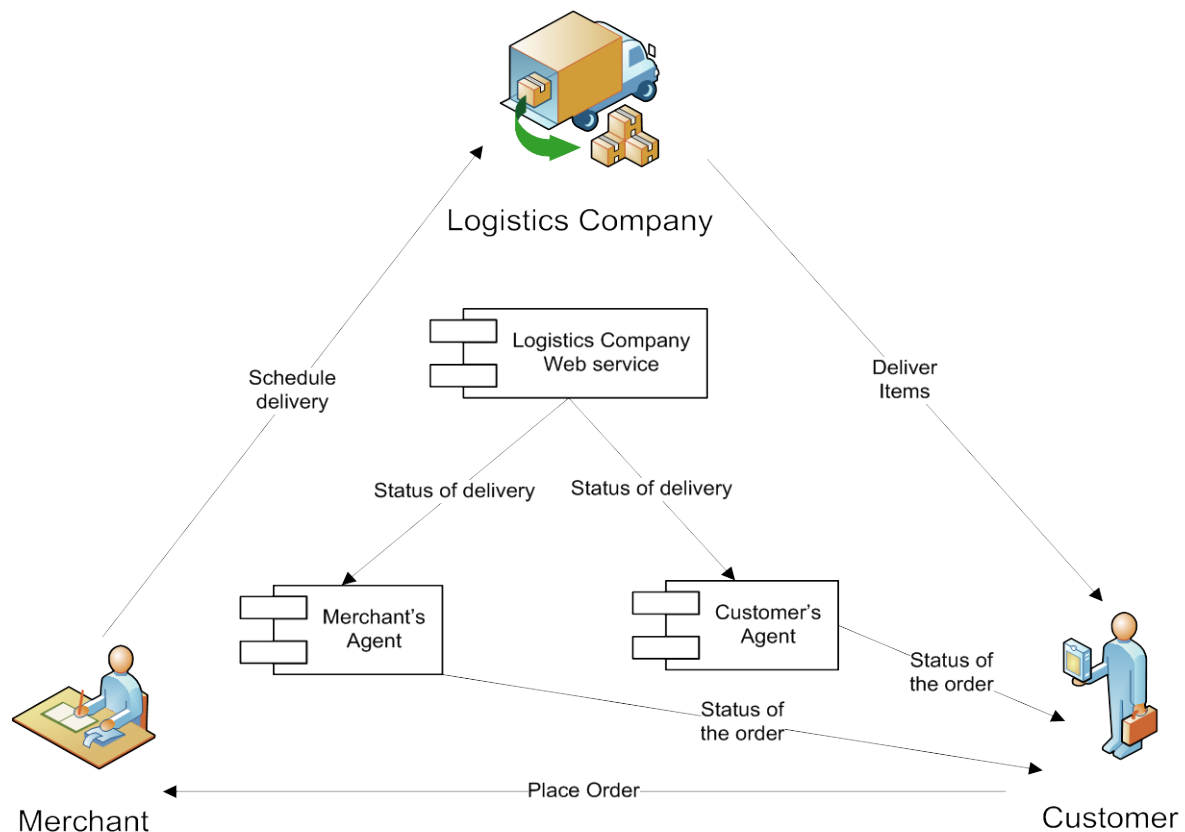 Logistics Company
Logistics Company
Web service
Schedule
delivery
Deliver
Items
Status of delivery
Status of delivery
Merchant's
Agent
Customer's
Agent
Status of
the order
Status of
the order
Place Order
Merchant
Customer